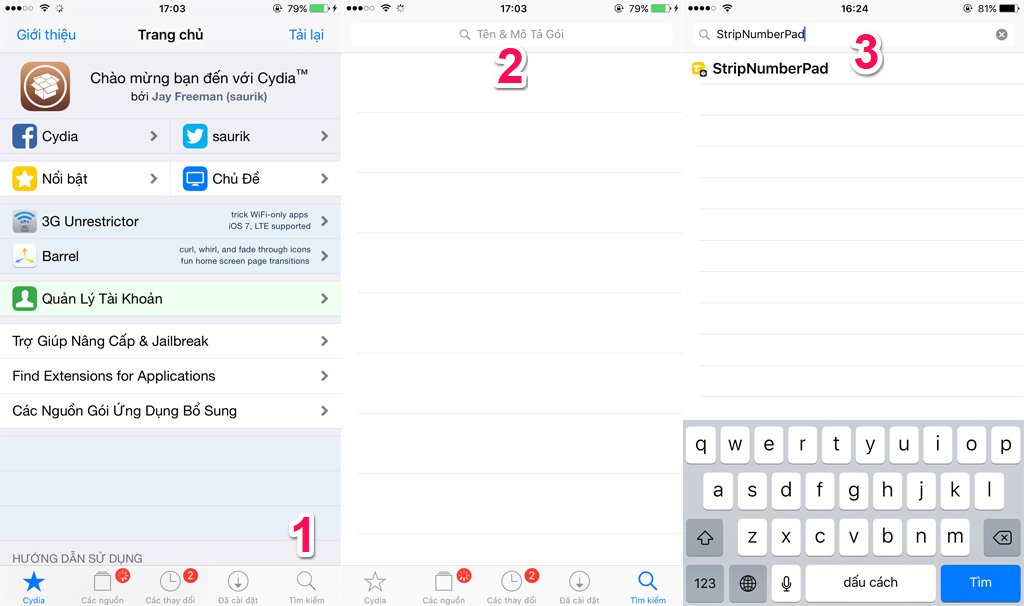 17:03
79%
Giới thiệu
Trang chủ
Tải lại
Chào mừng bạn đến với Cydia™
bởi Jay Freeman (saurik)
Cydia
saurik
Nổi bật
Chủ Đề
3G Unrestrictor
trick WiFi-only apps
iOS 7, LTE supported
Barrel
curl, whirl, and fade through icons
fun home screen page transitions
Quản Lý Tài Khoản
Trợ Giúp Nâng Cấp & Jailbreak
Find Extensions for Applications
Các Nguồn Gói Ứng Dụng Bổ Sung
1
HƯỚNG DẪN SỬ DỤNG
2
Cydia
Các nguồn
Các thay đổi
Đã cài đặt
Tìm kiếm
17:03
79%
Tên & Mô Tả Gói
2
2
Cydia
Các nguồn
Các thay đổi
Đã cài đặt
Tìm kiếm
16:24
81%
StripNumberPad
3
StripNumberPad
q w e r t y u i o p
a s d f g h j k l
z x c v b n m
123 dấu cách Tìm